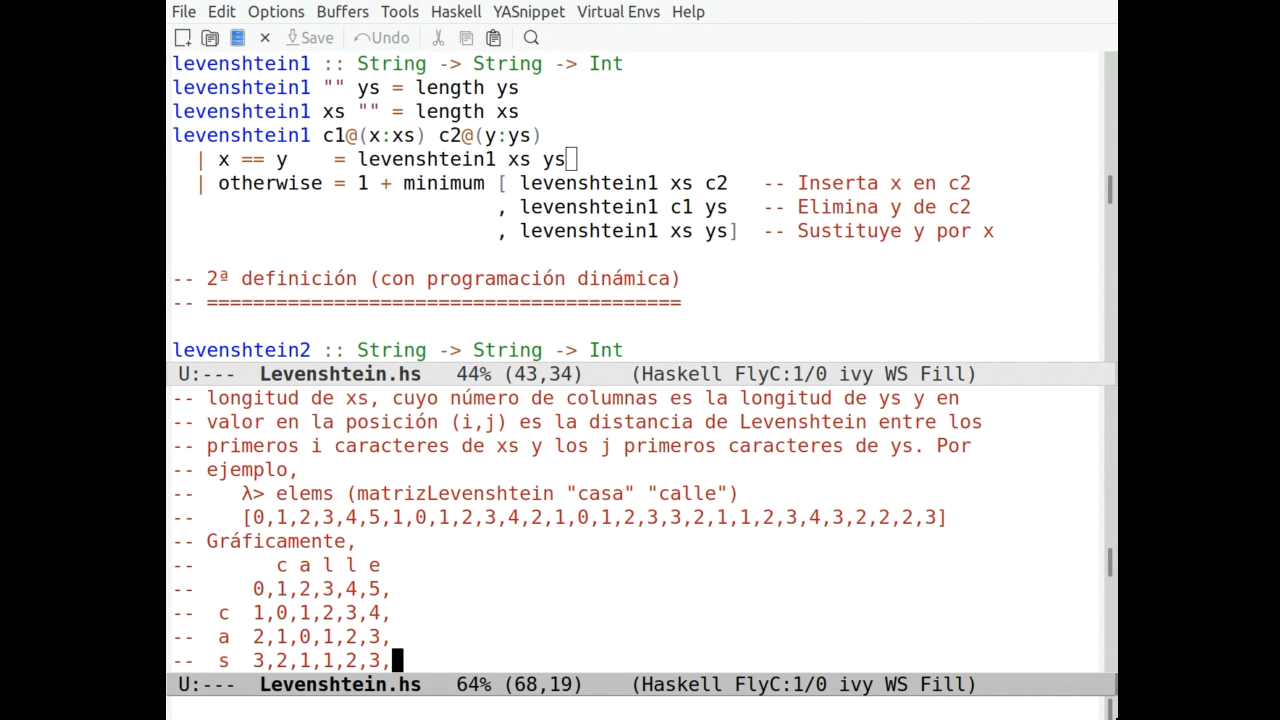 File Edit Options Buffers Tools Haskell YASnippet Virtual Envs Help
Save Undo
levenshtein1 :: String -> String -> Int
levenshtein1 "" ys = length ys
levenshtein1 xs "" = length xs
levenshtein1 c1@(x:xs) c2@(y:ys)
  | x == y    = levenshtein1 xs ys
  | otherwise = 1 + minimum [ levenshtein1 xs c2   -- Inserta x en c2
                            , levenshtein1 c1 ys   -- Elimina y de c2
                            , levenshtein1 xs ys]  -- Sustituye y por x
-- 2ª definición (con programación dinámica)
-- =========================================
levenshtein2 :: String -> String -> Int
U:---  Levenshtein.hs   44% (43,34)    (Haskell FlyC:1/0 ivy WS Fill)
-- longitud de xs, cuyo número de columnas es la longitud de ys y en
-- valor en la posición (i,j) es la distancia de Levenshtein entre los
-- primeros i caracteres de xs y los j primeros caracteres de ys. Por
-- ejemplo,
--    λ> elems (matrizLevenshtein "casa" "calle")
--    [0,1,2,3,4,5,1,0,1,2,3,4,2,1,0,1,2,3,3,2,1,1,2,3,4,3,2,2,2,3]
-- Gráficamente,
--       c a l l e
--     0,1,2,3,4,5,
--  c  1,0,1,2,3,4,
--  a  2,1,0,1,2,3,
--  s  3,2,1,1,2,3,
U:---  Levenshtein.hs   64% (68,19)    (Haskell FlyC:1/0 ivy WS Fill)